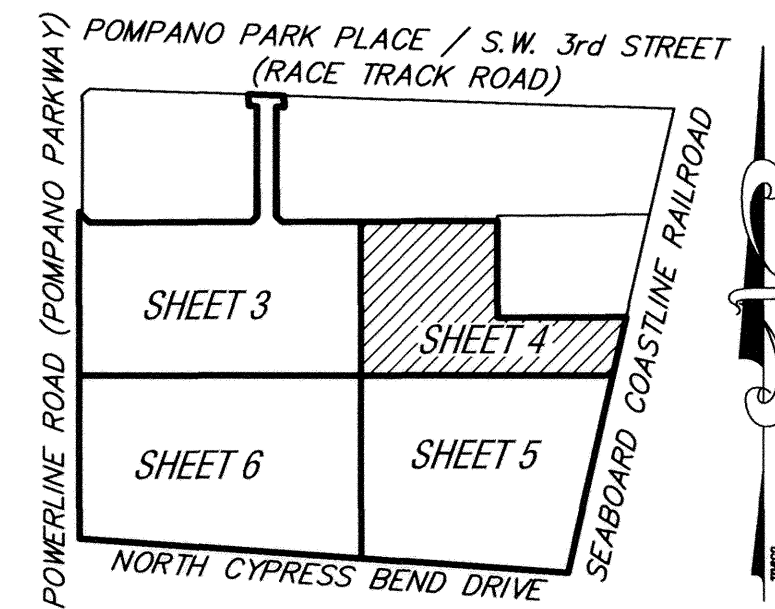 POMPANO PARK PLACE / S.W. 3rd STREET
(RACE TRACK ROAD)
POWERLINE ROAD (POMPANO PARKWAY)
SEABOARD COASTLINE RAILROAD
SHEET 3
SHEET 4
SHEET 6
SHEET 5
NORTH CYPRESS BEND DRIVE